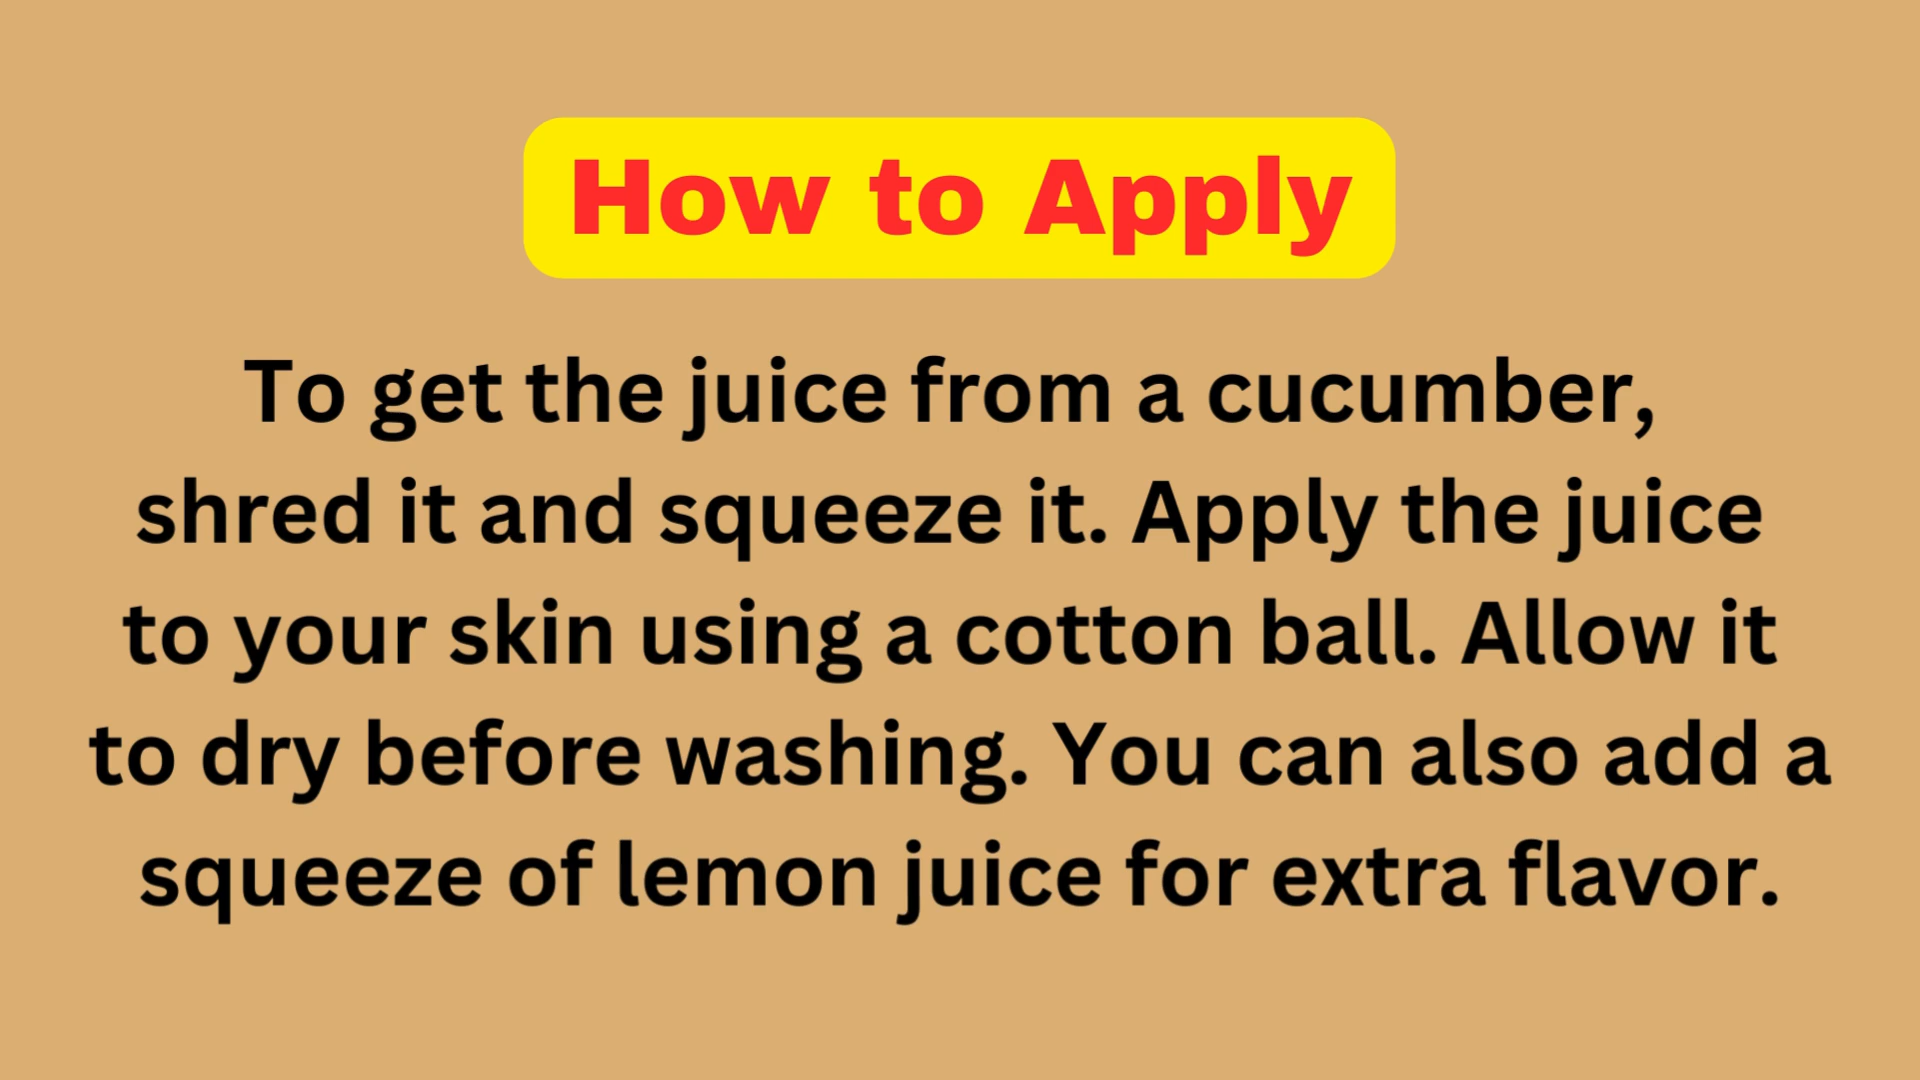 How to Apply
To get the juice from a cucumber,
shred it and squeeze it. Apply the juice
to your skin using a cotton ball. Allow it
to dry before washing. You can also add a
squeeze of lemon juice for extra flavor.